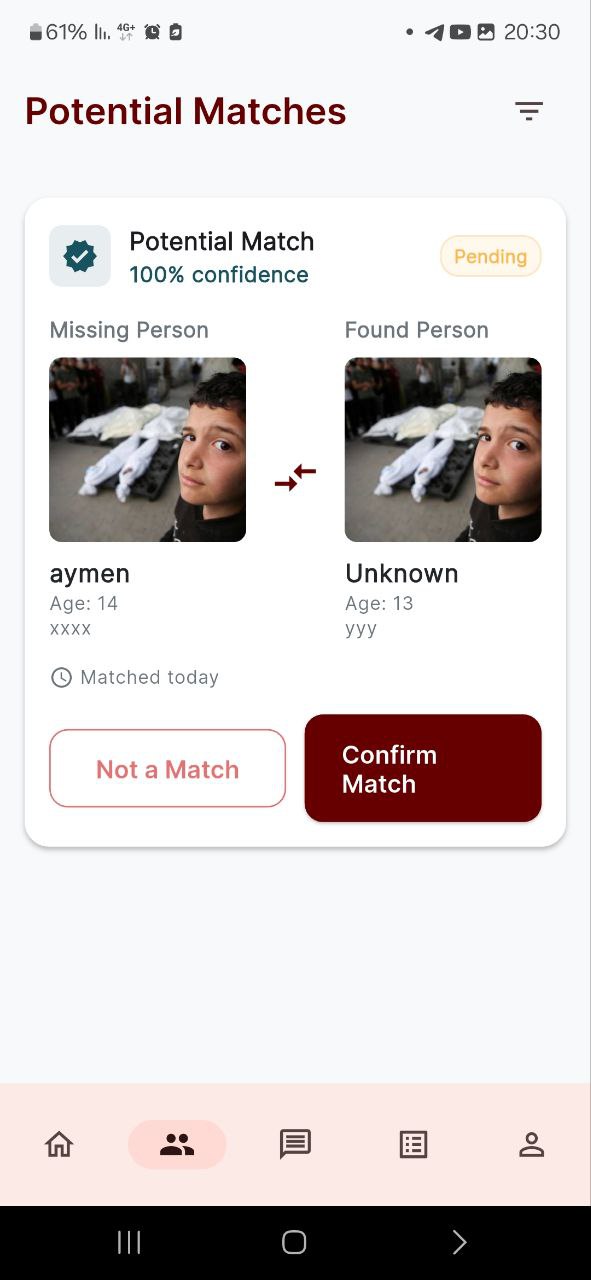 61% 4G+ 20:30
Potential Matches
Potential Match
100% confidence
Pending
Missing Person
Found Person
aymen
Unknown
Age: 14
Age: 13
xxxx
yyy
Matched today
Not a Match
Confirm
Match